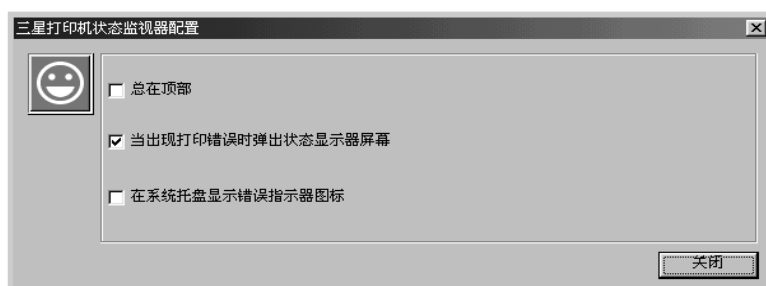 三星打印机状态监视器配置
总在顶部
当出现打印错误时弹出状态显示器屏幕
在系统托盘显示错误指示器图标
关闭